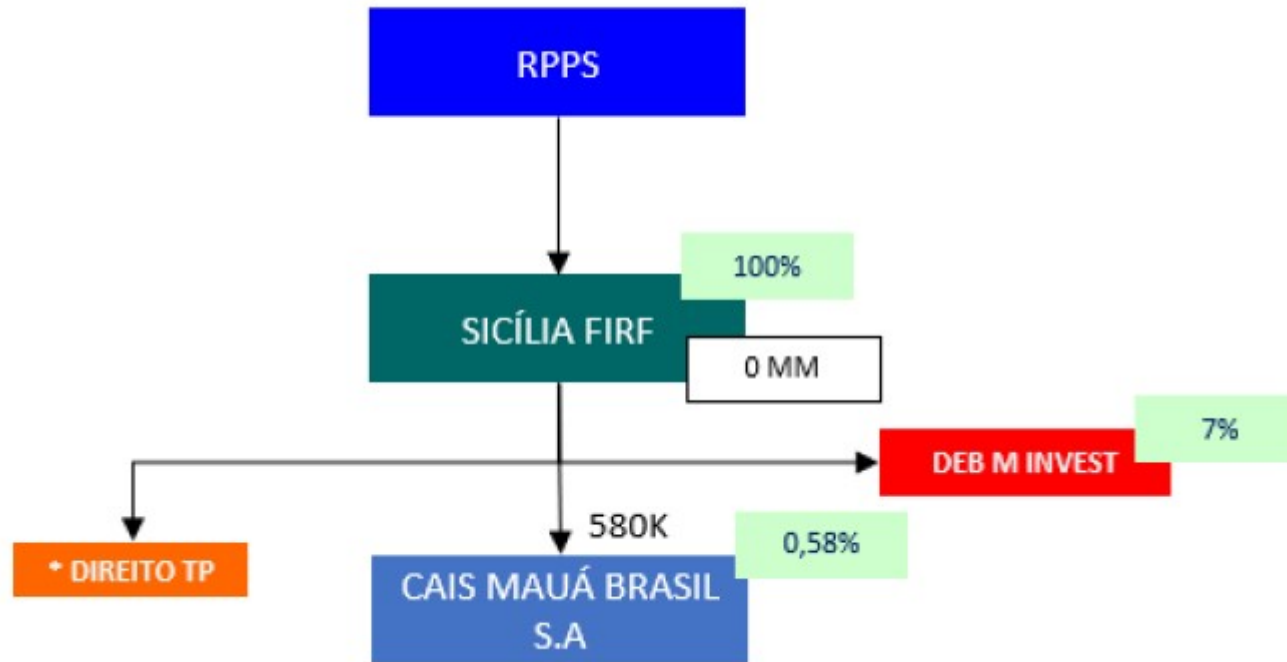 RPPS
100%
SICÍLIA FIRF
0 MM
7%
DEB M INVEST
580K
0,58%
* DIREITO TP
CAIS MAUÁ BRASIL
S.A